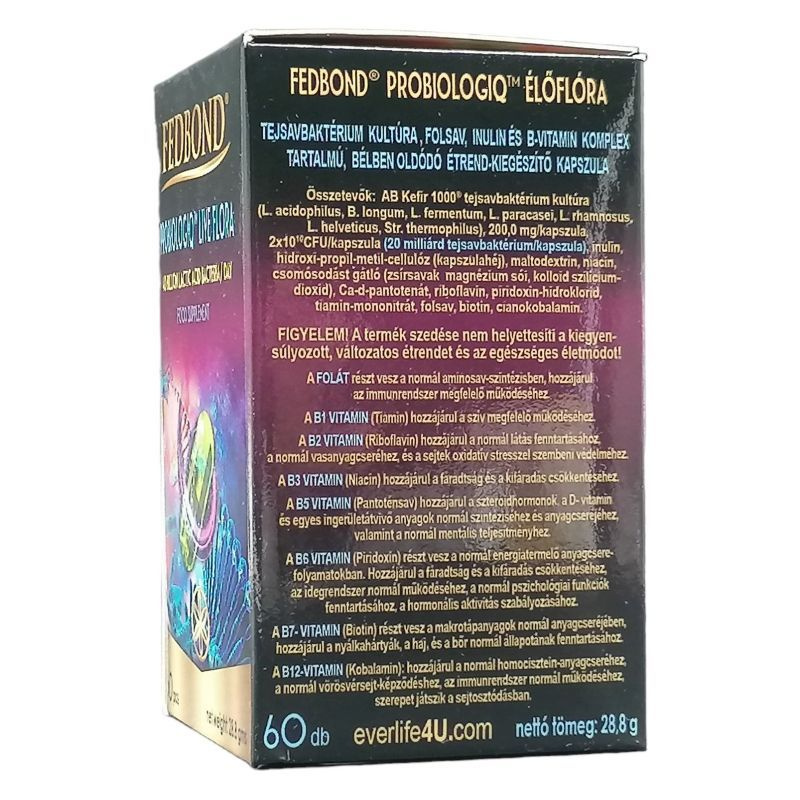 FEDBOND®
PROBIOLOGIQ™ LIVE FLORA
LACTIC ACID BACTERIA / DAY
FOOD SUPPLEMENT
net weight: 28,8 gramm
FEDBOND® PROBIOLOGIQ™ ÉLŐFLÓRA
TEJSAVBAKTÉRIUM KULTÚRA, FOLSAV, INULIN ÉS B-VITAMIN KOMPLEX
TARTALMÚ, BÉLBEN OLDÓDÓ ÉTREND-KIEGÉSZÍTŐ KAPSZULA
Összetevők: AB Kefir 1000® tejsavbaktérium kultúra
(L. acidophilus, B. longum, L. fermentum, L. paracasei, L. rhamnosus,
L. helveticus, Str. thermophilus), 200,0 mg/kapszula,
2x10¹⁰CFU/kapszula (20 milliárd tejsavbaktérium/kapszula), inulin,
hidroxi-propil-metil-cellulóz (kapszulahéj), maltodextrin, niacin,
csomósodást gátló (zsírsavak magnézium sói, kolloid szilícium-
dioxid), Ca-d-pantotenát, riboflavin, piridoxin-hidroklorid,
tiamin-mononitrát, folsav, biotin, cianokobalamin.
FIGYELEM! A termék szedése nem helyettesíti a kiegyen-
súlyozott, változatos étrendet és az egészséges életmódot!
A FOLÁT részt vesz a normál aminosav-szintézisben, hozzájárul
az immunrendszer megfelelő működéséhez.
A B1 VITAMIN (Tiamin) hozzájárul a szív megfelelő működéséhez.
A B2 VITAMIN (Riboflavin) hozzájárul a normál látás fenntartásához,
a normál vasanyagcseréhez, és a sejtek oxidatív stresszel szembeni védelméhez.
A B3 VITAMIN (Niacin) hozzájárul a fáradtság és a kifáradás csökkentéséhez.
A B5 VITAMIN (Pantoténsav) hozzájárul a szteroidhormonok, a D- vitamin
és egyes ingerületátvivő anyagok normál szintéziséhez és anyagcseréjéhez,
valamint a normál mentális teljesítményhez.
A B6 VITAMIN (Piridoxin) részt vesz a normál energiatermelő anyagcsere-
folyamatokban. Hozzájárul a fáradtság és a kifáradás csökkentéséhez,
az idegrendszer normál működéséhez, a normál pszichológiai funkciók
fenntartásához, a hormonális aktivitás szabályozásához.
A B7- VITAMIN (Biotin) részt vesz a makrotápanyagok normál anyagcseréjében,
hozzájárul a nyálkahártyák, a haj, és a bőr normál állapotának fenntartásához.
A B12-VITAMIN (Kobalamin): hozzájárul a normál homocisztein-anyagcseréhez,
a normál vörösvérsejt-képződéshez, az immunrendszer normál működéséhez,
szerepet játszik a sejtosztódásban.
60 db everlife4U.com nettó tömeg: 28,8 g